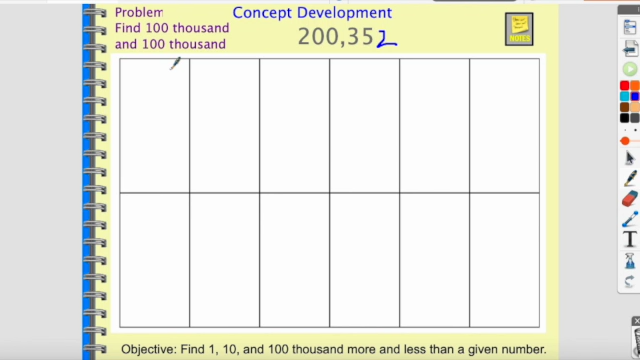 Problem
Find 100 thousand
and 100 thousand
Concept Development
200,352
NOTES
Objective: Find 1, 10, and 100 thousand more and less than a given number.
T